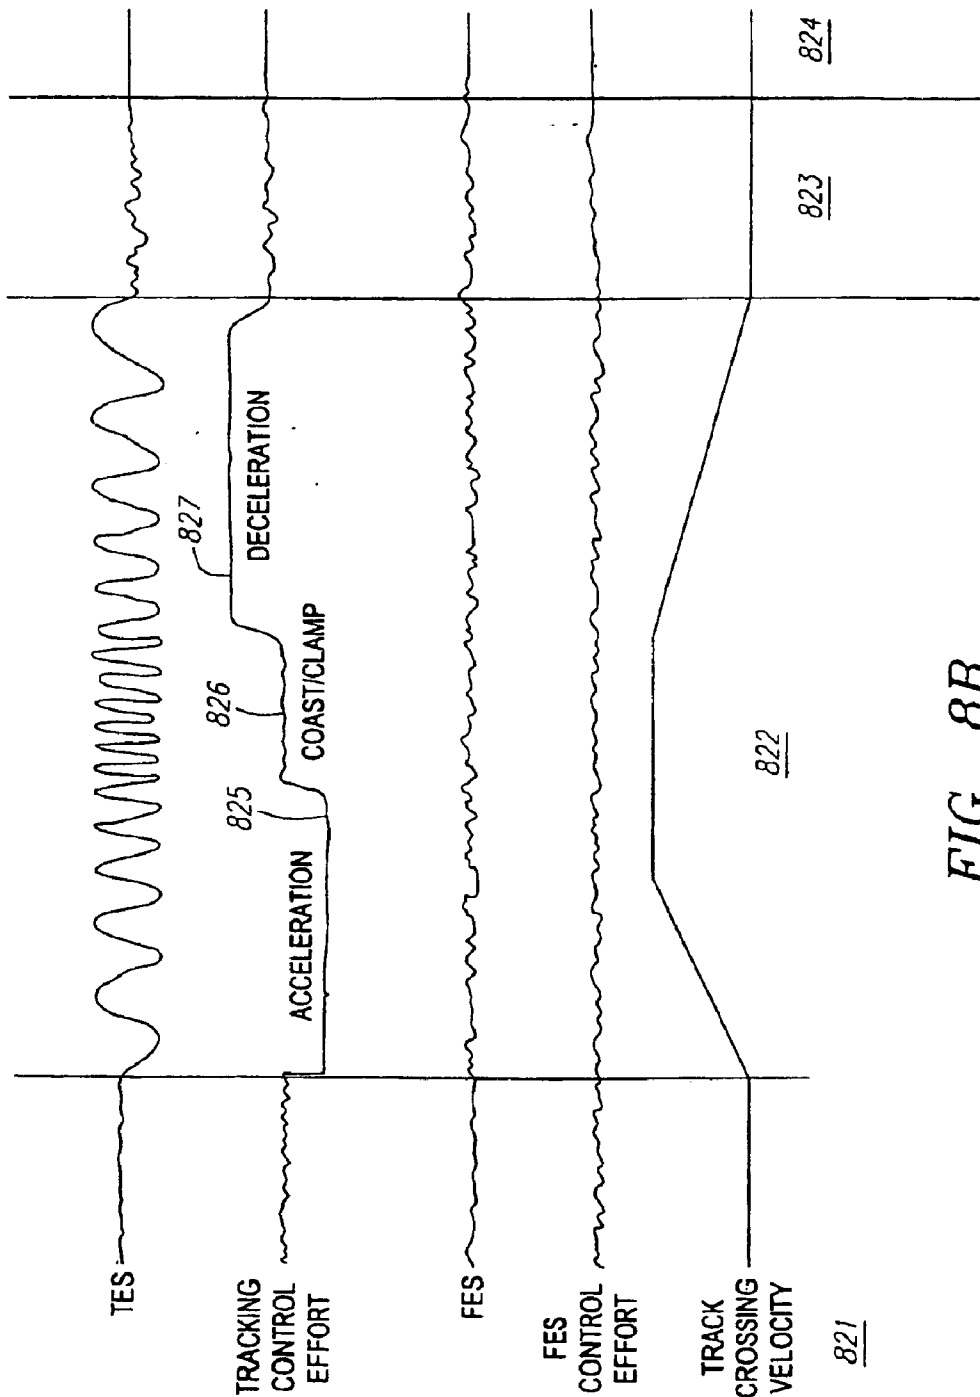 TES
TRACKING
CONTROL
EFFORT
FES
FES
CONTROL
EFFORT
TRACK
CROSSING
VELOCITY
821
ACCELERATION
825
826
COAST/CLAMP
827
DECELERATION
822
823
824
FIG. 8B